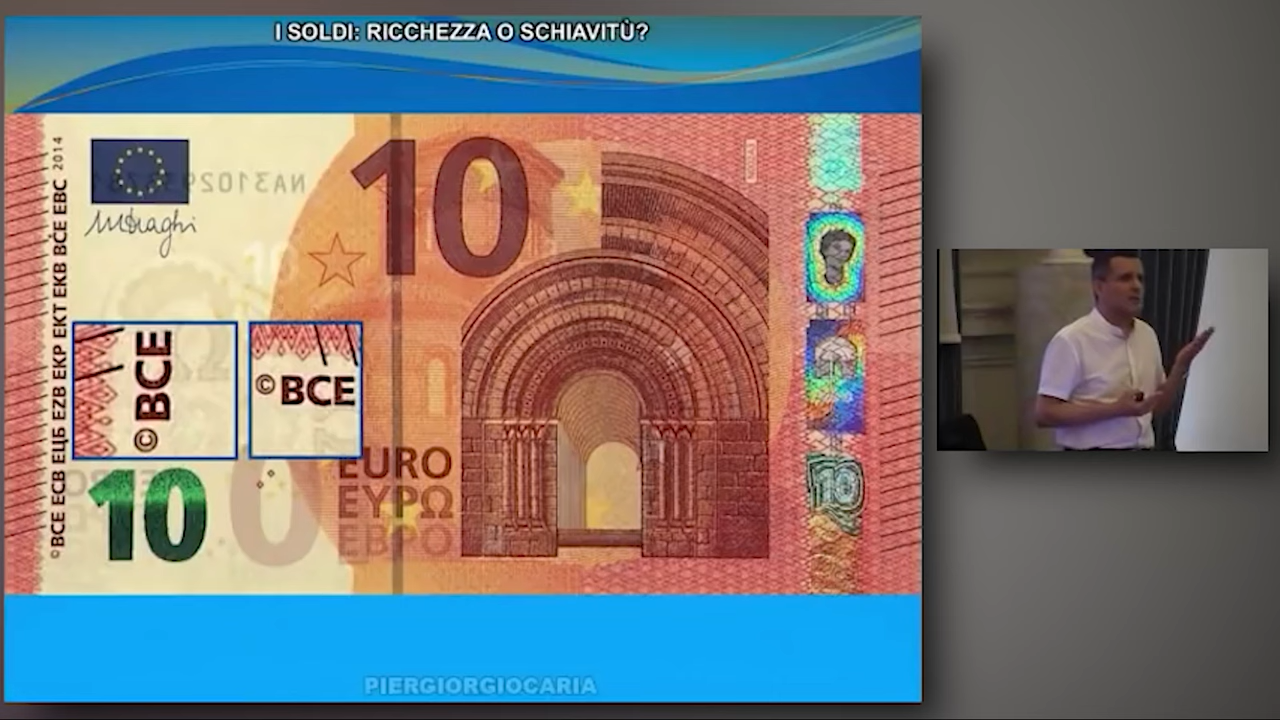 I SOLDI: RICCHEZZA O SCHIAVITÙ?
©BCE ECB ЕЦБ EZB EKP EKT EKB BĊE EBC 2014
10
MDraghi
©BCE
©BCE
10
EURO
ΕΥΡΩ
ЕВРО
10
PIERGIORGIOCARIA